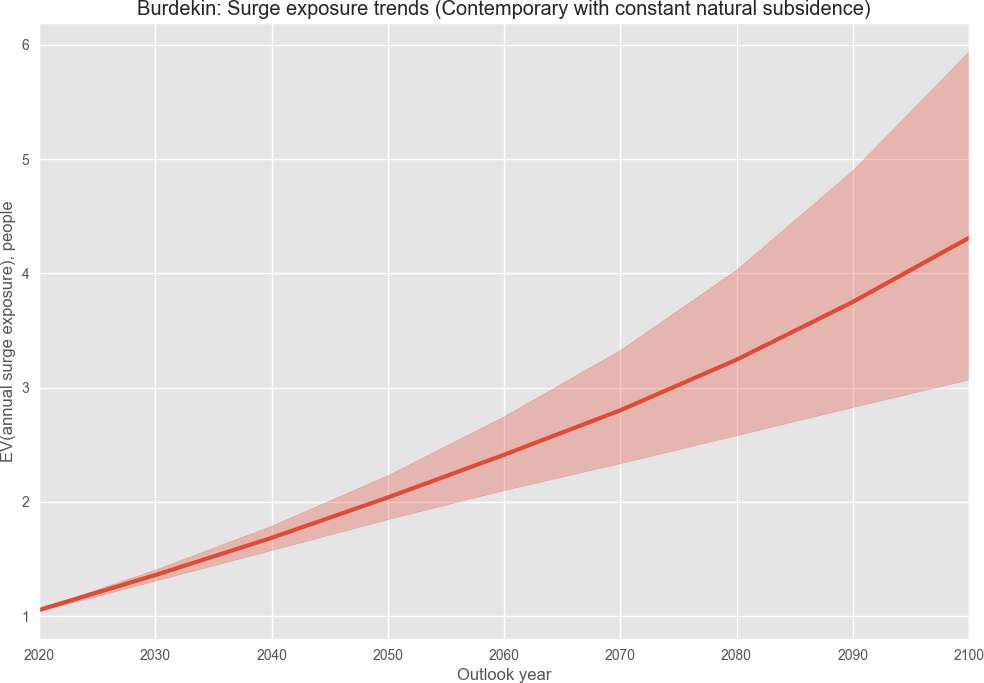 Burdekin: Surge exposure trends (Contemporary with constant natural subsidence)
EV(annual surge exposure), people
6
5
4
3
2
1
2020 2030 2040 2050 2060 2070 2080 2090 2100
Outlook year